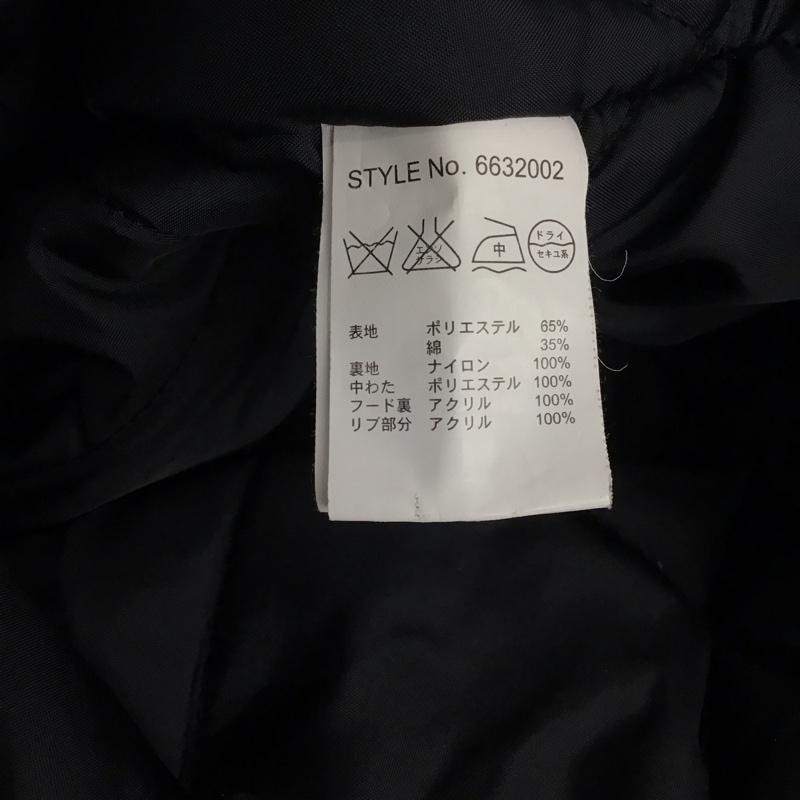 STYLE No. 6632002
エンソ サラシ 中 ドライ セキユ系
表地 ポリエステル 65%
綿 35%
裏地 ナイロン 100%
中わた ポリエステル 100%
フード裏 アクリル 100%
リブ部分 アクリル 100%